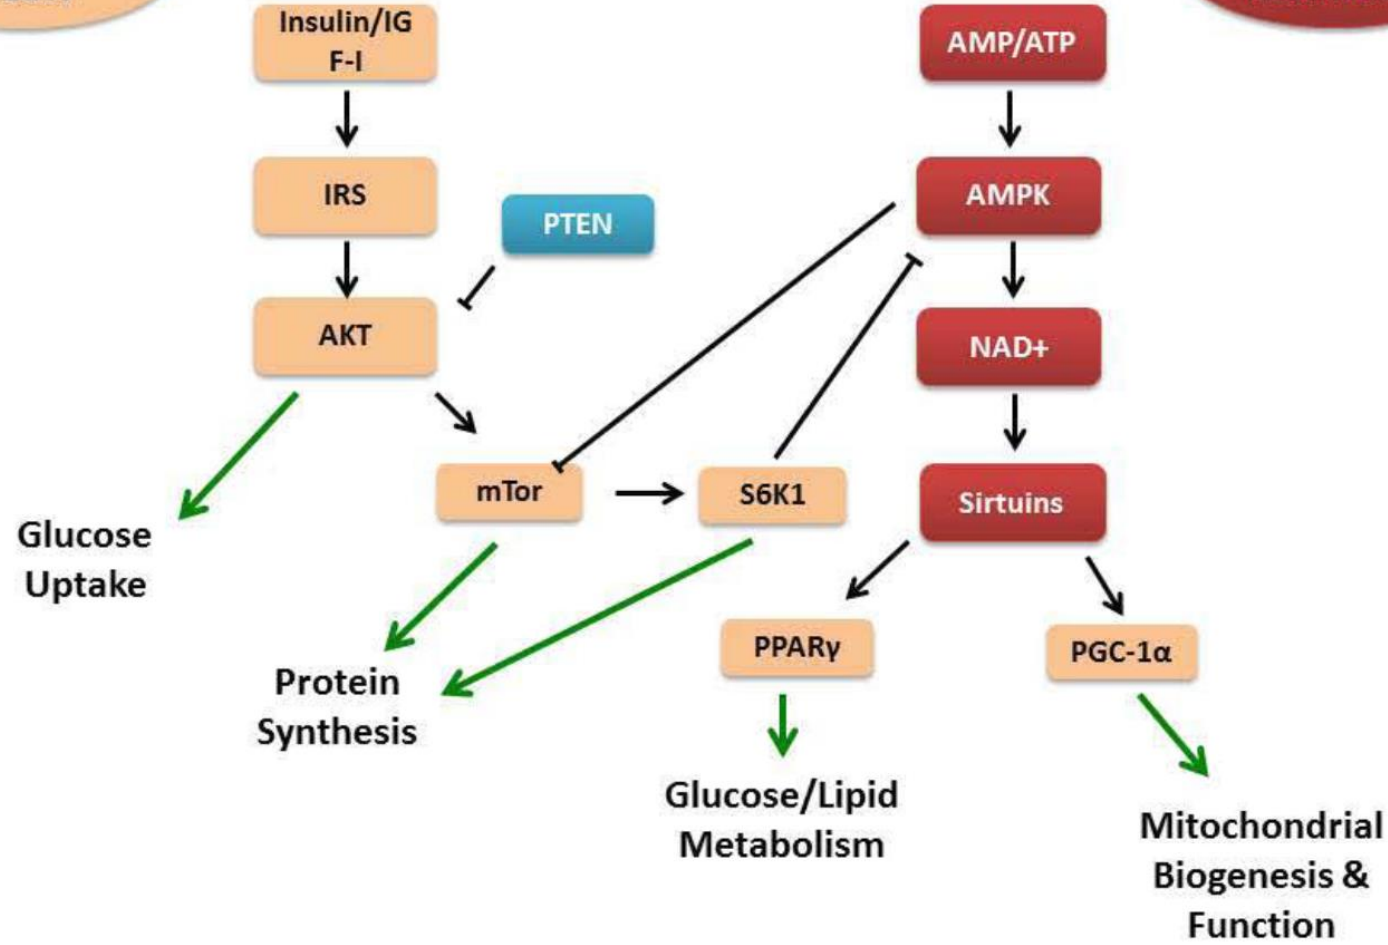 Insulin/IG
F-I
AMP/ATP
IRS
AMPK
PTEN
AKT
NAD+
mTor
S6K1
Sirtuins
Glucose
Uptake
PPARγ
PGC-1α
Protein
Synthesis
Glucose/Lipid
Metabolism
Mitochondrial
Biogenesis &
Function